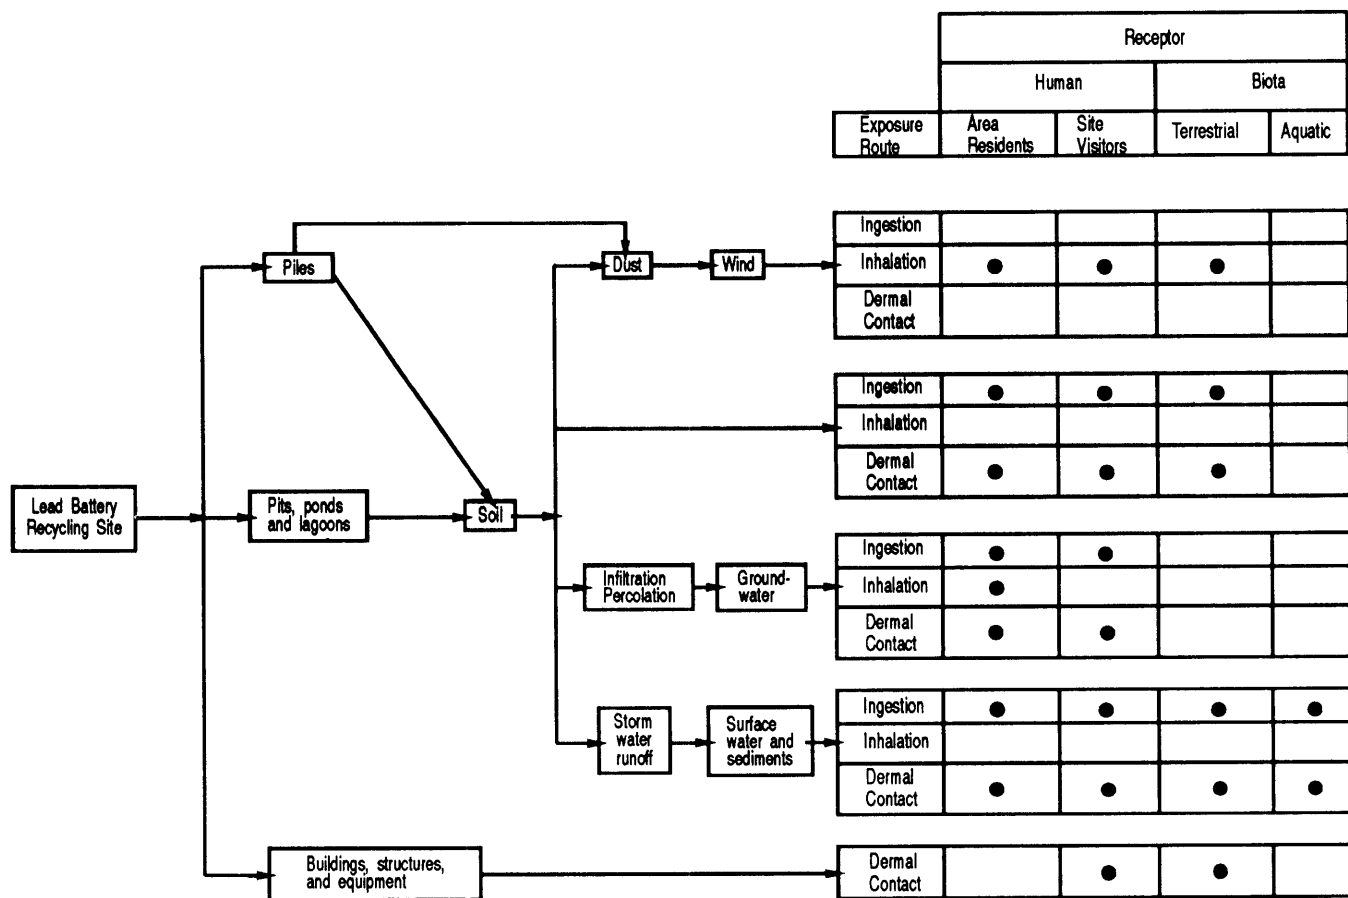 Receptor
Human
Biota
Exposure
Route
Area
Residents
Site
Visitors
Terrestrial
Aquatic
Ingestion
Inhalation
Dermal
Contact
Piles
Dust
Wind
Ingestion
Inhalation
Dermal
Contact
Lead Battery
Recycling Site
Pits, ponds
and lagoons
Soil
Ingestion
Inhalation
Dermal
Contact
Infiltration
Percolation
Ground-
water
Ingestion
Inhalation
Dermal
Contact
Storm
water
runoff
Surface
water and
sediments
Buildings, structures,
and equipment
Dermal
Contact